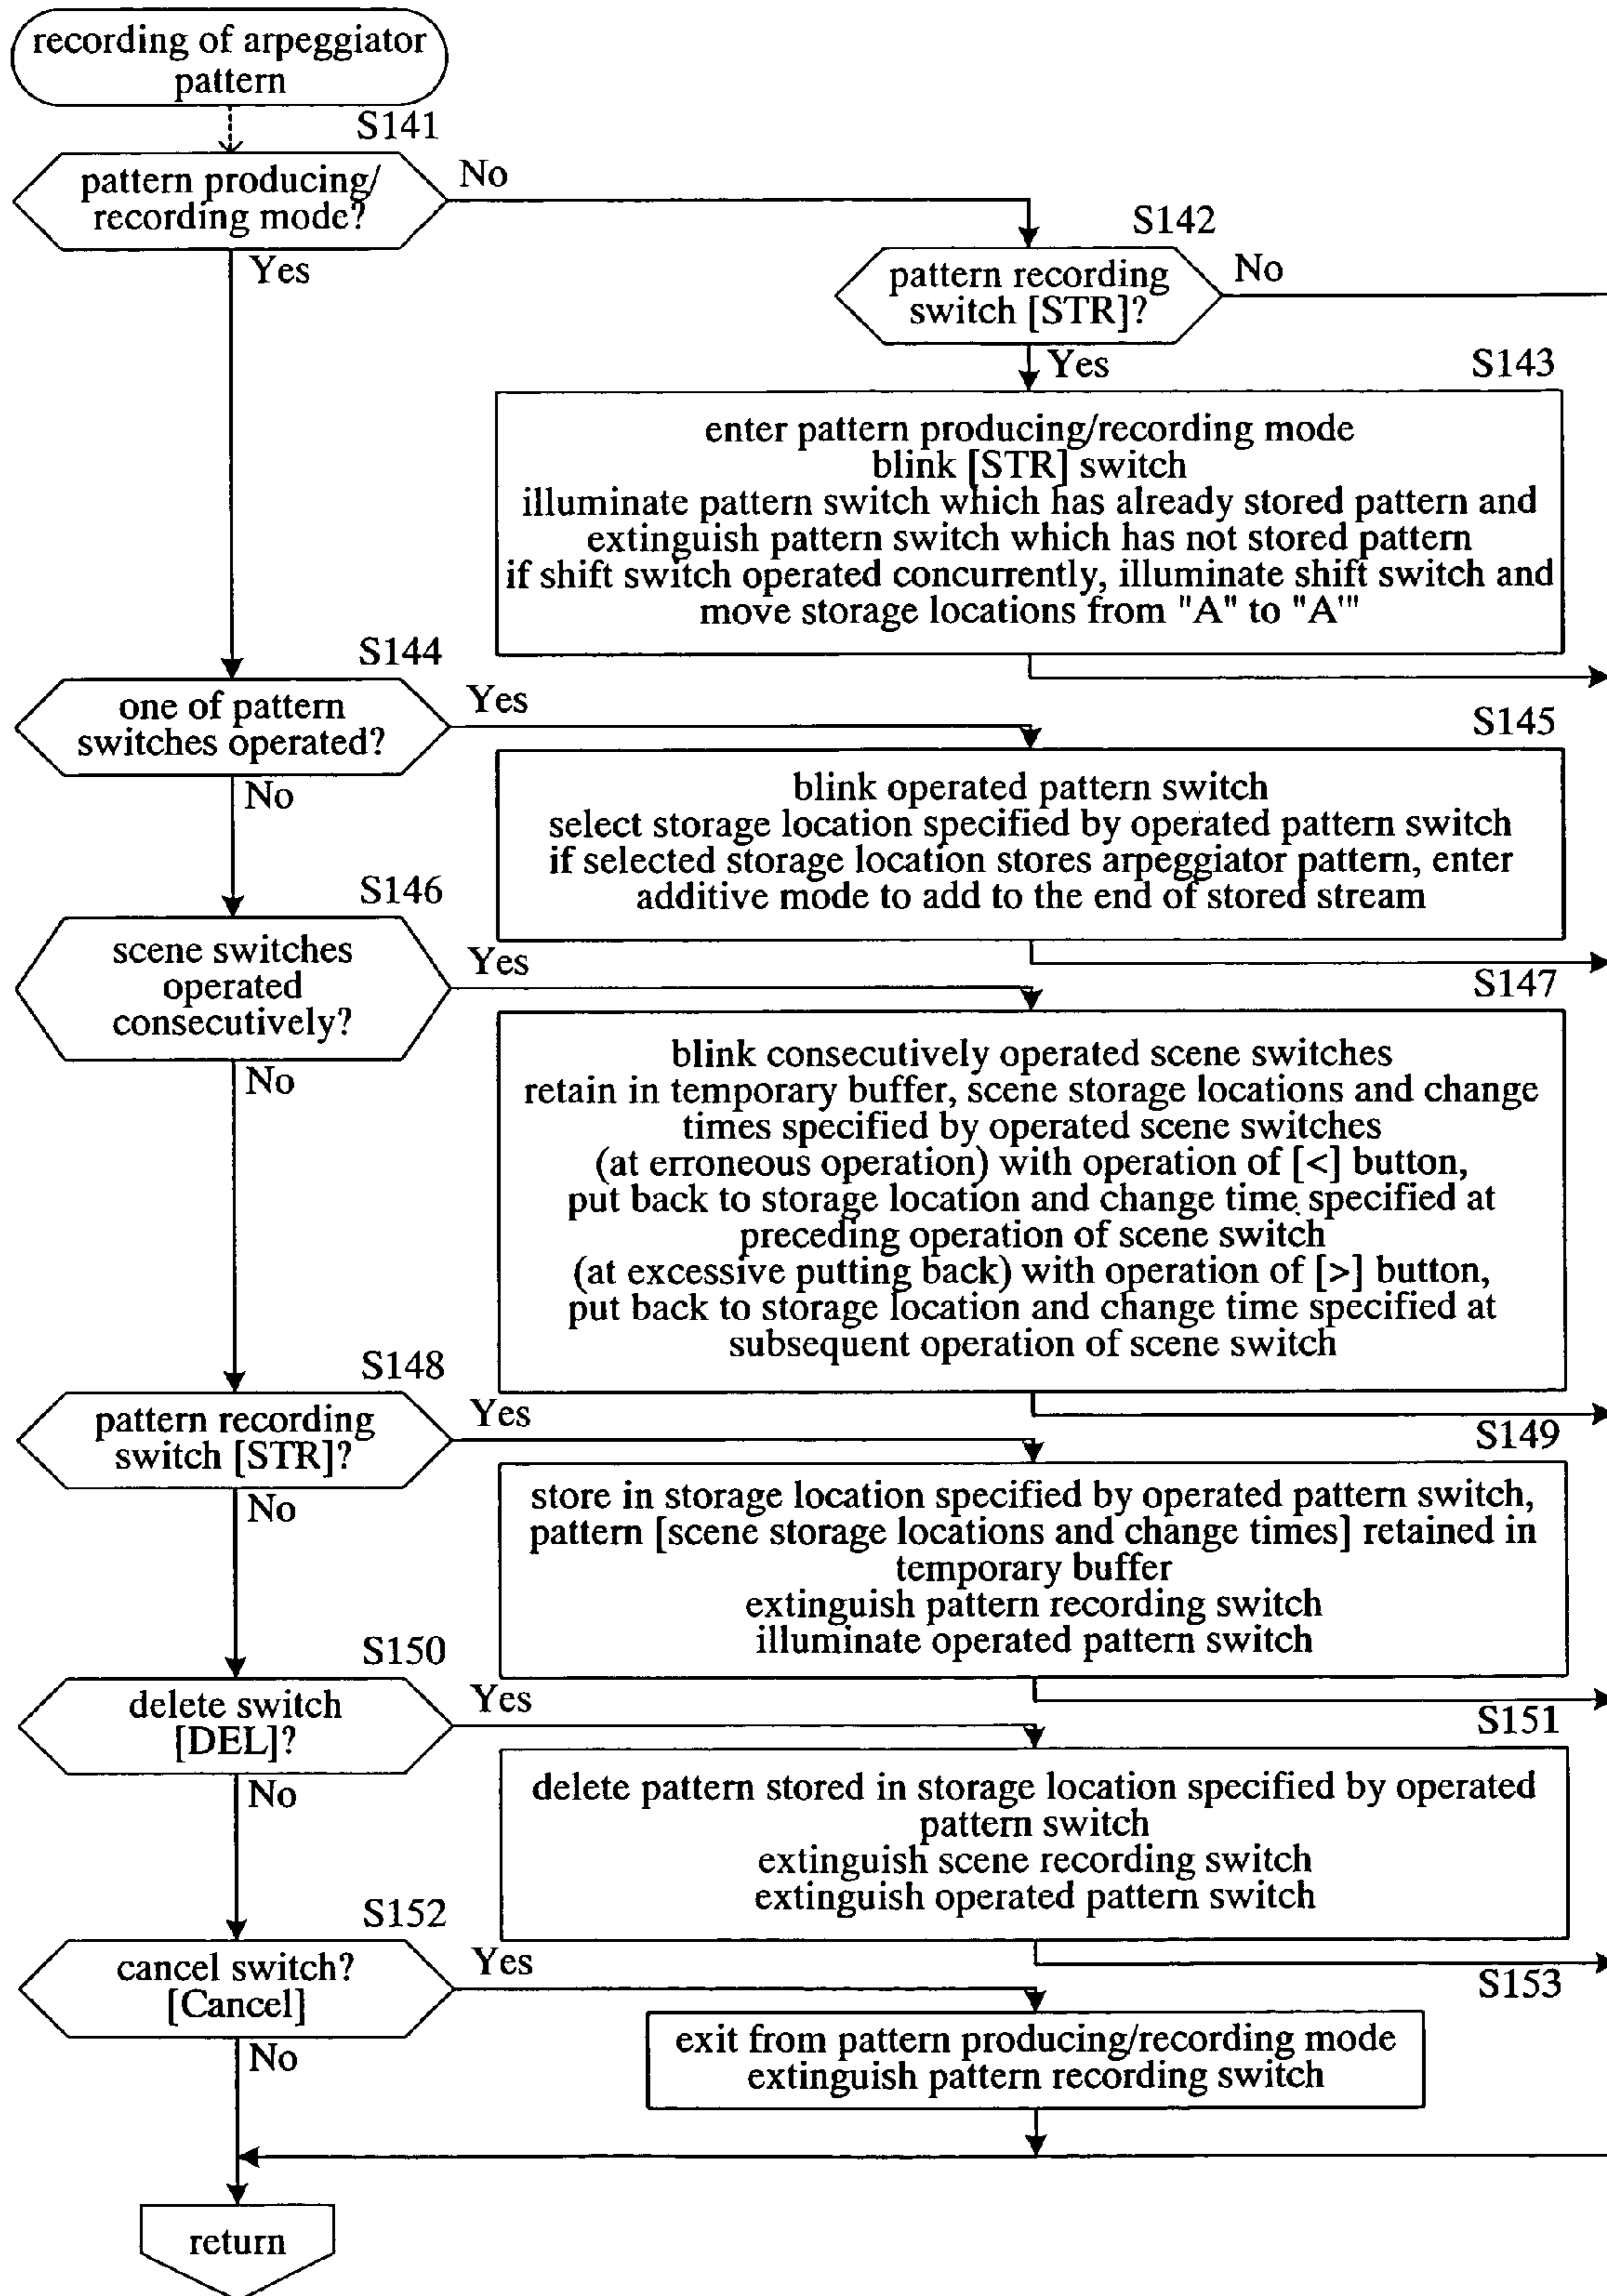 recording of arpeggiator
pattern
S141
pattern producing/
recording mode?
No
Yes
S142
pattern recording
switch [STR]?
No
Yes
S143
enter pattern producing/recording mode
blink [STR] switch
illuminate pattern switch which has already stored pattern and
extinguish pattern switch which has not stored pattern
if shift switch operated concurrently, illuminate shift switch and
move storage locations from "A" to "A'"
S144
one of pattern
switches operated?
Yes
No
S145
blink operated pattern switch
select storage location specified by operated pattern switch
if selected storage location stores arpeggiator pattern, enter
additive mode to add to the end of stored stream
S146
scene switches
operated
consecutively?
Yes
No
S147
blink consecutively operated scene switches
retain in temporary buffer, scene storage locations and change
times specified by operated scene switches
(at erroneous operation) with operation of [<] button,
put back to storage location and change time specified at
preceding operation of scene switch
(at excessive putting back) with operation of [>] button,
put back to storage location and change time specified at
subsequent operation of scene switch
S148
pattern recording
switch [STR]?
Yes
No
S149
store in storage location specified by operated pattern switch,
pattern [scene storage locations and change times] retained in
temporary buffer
extinguish pattern recording switch
illuminate operated pattern switch
S150
delete switch
[DEL]?
Yes
No
S151
delete pattern stored in storage location specified by operated
pattern switch
extinguish scene recording switch
extinguish operated pattern switch
S152
cancel switch?
[Cancel]
Yes
No
S153
exit from pattern producing/recording mode
extinguish pattern recording switch
return